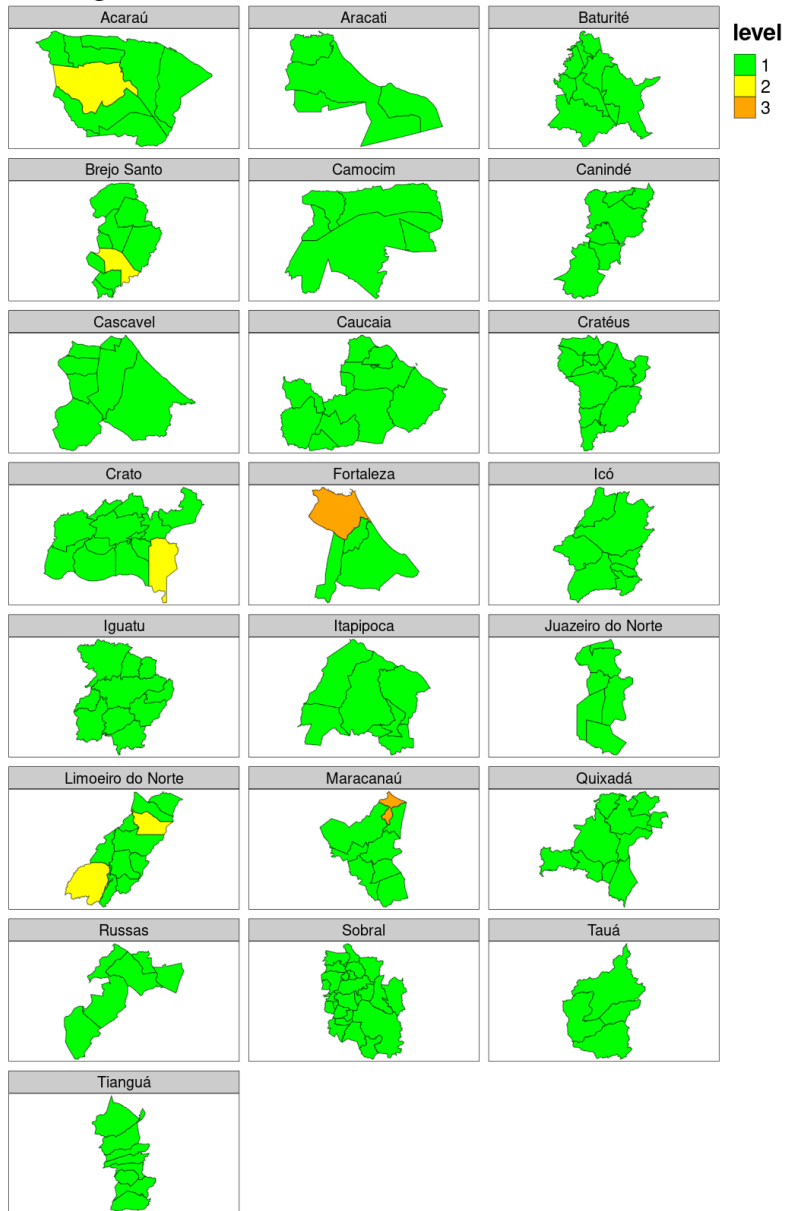 Acaraú
Aracati
Baturité
level
1
2
3
Brejo Santo
Camocim
Canindé
Cascavel
Caucaia
Cratéus
Crato
Fortaleza
Icó
Iguatu
Itapipoca
Juazeiro do Norte
Limoeiro do Norte
Maracanaú
Quixadá
Russas
Sobral
Tauá
Tianguá